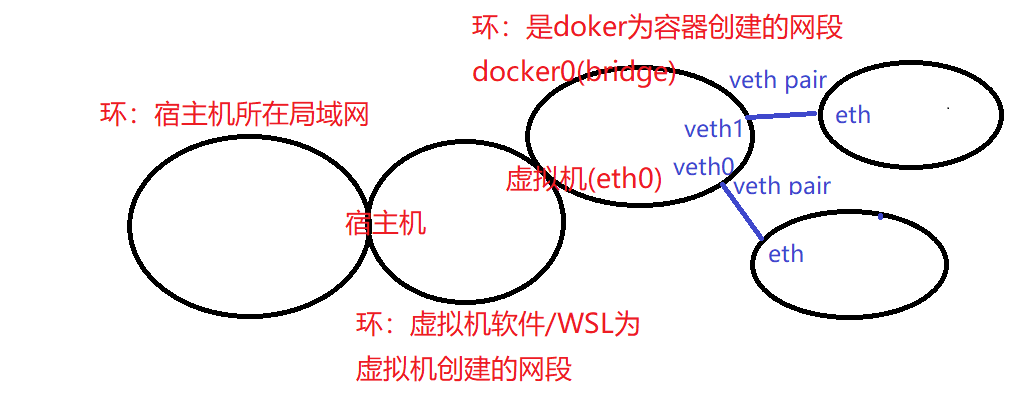 环：是doker为容器创建的网段
docker0(bridge)
veth pair
环：宿主机所在局域网
eth
veth1
veth0
虚拟机(eth0)
veth pair
宿主机
eth
环：虚拟机软件/WSL为
虚拟机创建的网段